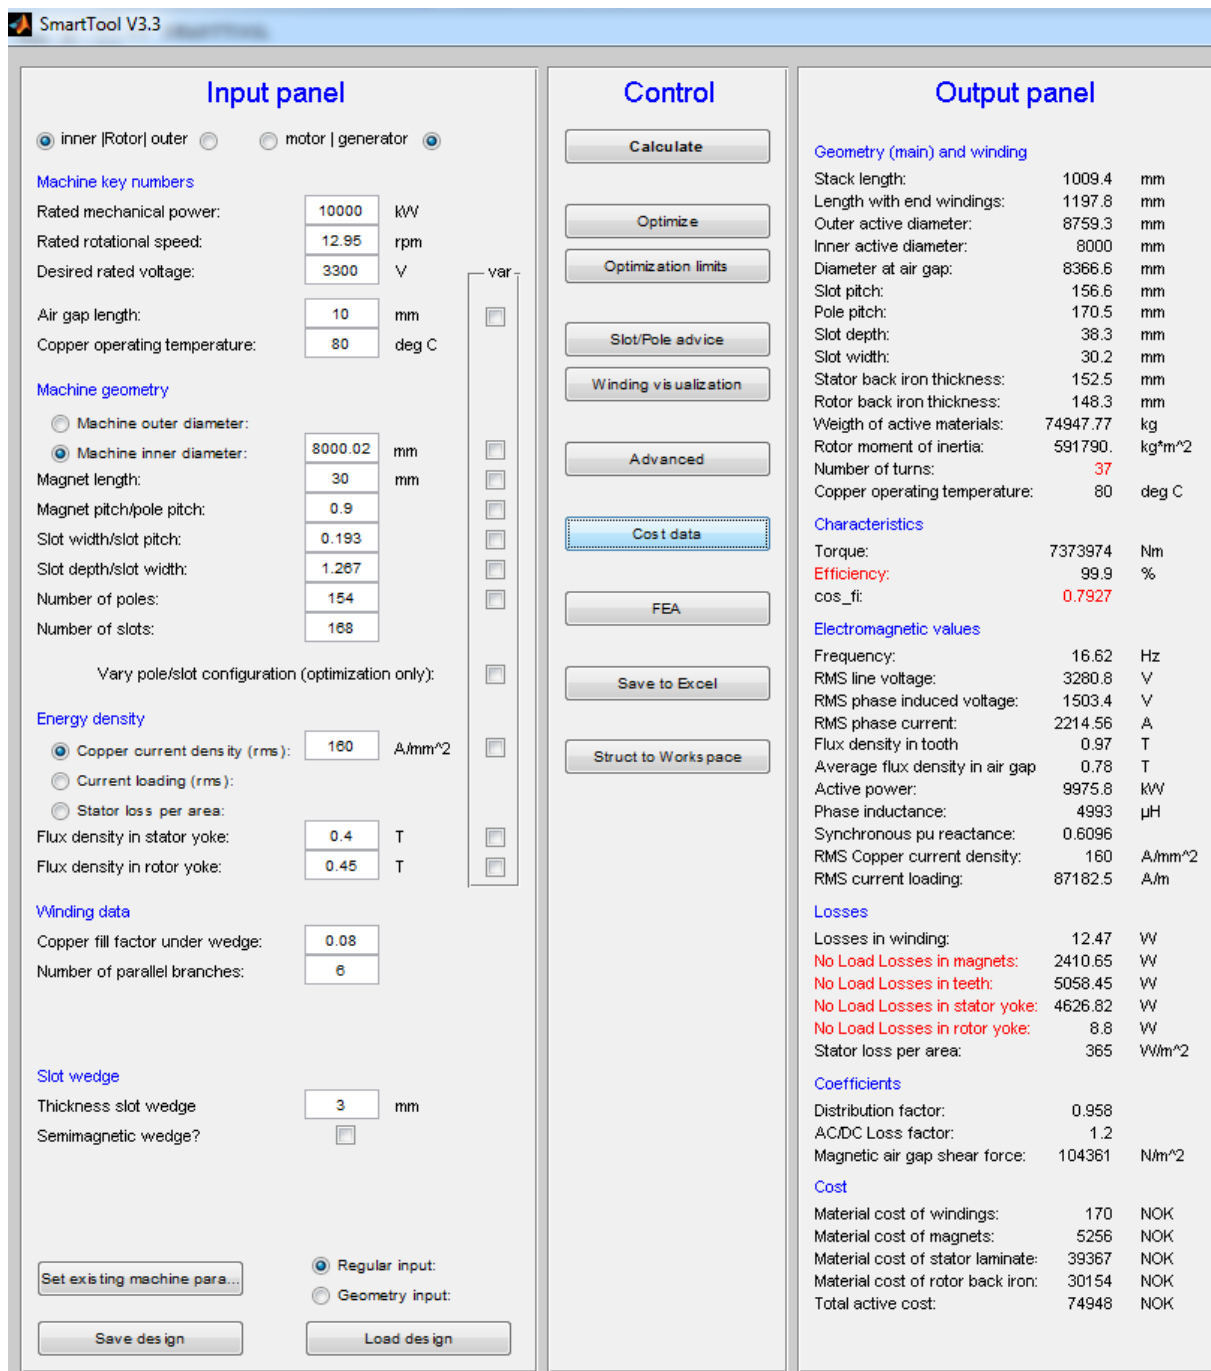 SmartTool V3.3
Input panel
inner |Rotor| outer motor | generator
Machine key numbers
Rated mechanical power: 10000 kW
Rated rotational speed: 12.95 rpm
Desired rated voltage: 3300 V
var
Air gap length: 10 mm
Copper operating temperature: 80 deg C
Machine geometry
Machine outer diameter:
Machine inner diameter: 8000.02 mm
Magnet length: 30 mm
Magnet pitch/pole pitch: 0.9
Slot width/slot pitch: 0.193
Slot depth/slot width: 1.267
Number of poles: 154
Number of slots: 168
Vary pole/slot configuration (optimization only):
Energy density
Copper current density (rms): 160 A/mm^2
Current loading (rms):
Stator loss per area:
Flux density in stator yoke: 0.4 T
Flux density in rotor yoke: 0.45 T
Winding data
Copper fill factor under wedge: 0.08
Number of parallel branches: 6
Slot wedge
Thickness slot wedge 3 mm
Semimagnetic wedge?
Set existing machine para...
Regular input:
Geometry input:
Save design
Load design
Control
Calculate
Optimize
Optimization limits
Slot/Pole advice
Winding visualization
Advanced
Cost data
FEA
Save to Excel
Struct to Workspace
Output panel
Geometry (main) and winding
Stack length: 1009.4 mm
Length with end windings: 1197.8 mm
Outer active diameter: 8759.3 mm
Inner active diameter: 8000 mm
Diameter at air gap: 8366.6 mm
Slot pitch: 156.6 mm
Pole pitch: 170.5 mm
Slot depth: 38.3 mm
Slot width: 30.2 mm
Stator back iron thickness: 152.5 mm
Rotor back iron thickness: 148.3 mm
Weigth of active materials: 74947.77 kg
Rotor moment of inertia: 591790. kg*m^2
Number of turns: 37
Copper operating temperature: 80 deg C
Characteristics
Torque: 7373974 Nm
Efficiency: 99.9 %
cos_fi: 0.7927
Electromagnetic values
Frequency: 16.62 Hz
RMS line voltage: 3280.8 V
RMS phase induced voltage: 1503.4 V
RMS phase current: 2214.56 A
Flux density in tooth 0.97 T
Average flux density in air gap 0.78 T
Active power: 9975.8 kW
Phase inductance: 4993 µH
Synchronous pu reactance: 0.6096
RMS Copper current density: 160 A/mm^2
RMS current loading: 87182.5 A/m
Losses
Losses in winding: 12.47 W
No Load Losses in magnets: 2410.65 W
No Load Losses in teeth: 5058.45 W
No Load Losses in stator yoke: 4626.82 W
No Load Losses in rotor yoke: 8.8 W
Stator loss per area: 365 W/m^2
Coefficients
Distribution factor: 0.958
AC/DC Loss factor: 1.2
Magnetic air gap shear force: 104361 N/m^2
Cost
Material cost of windings: 170 NOK
Material cost of magnets: 5256 NOK
Material cost of stator laminate: 39367 NOK
Material cost of rotor back iron: 30154 NOK
Total active cost: 74948 NOK